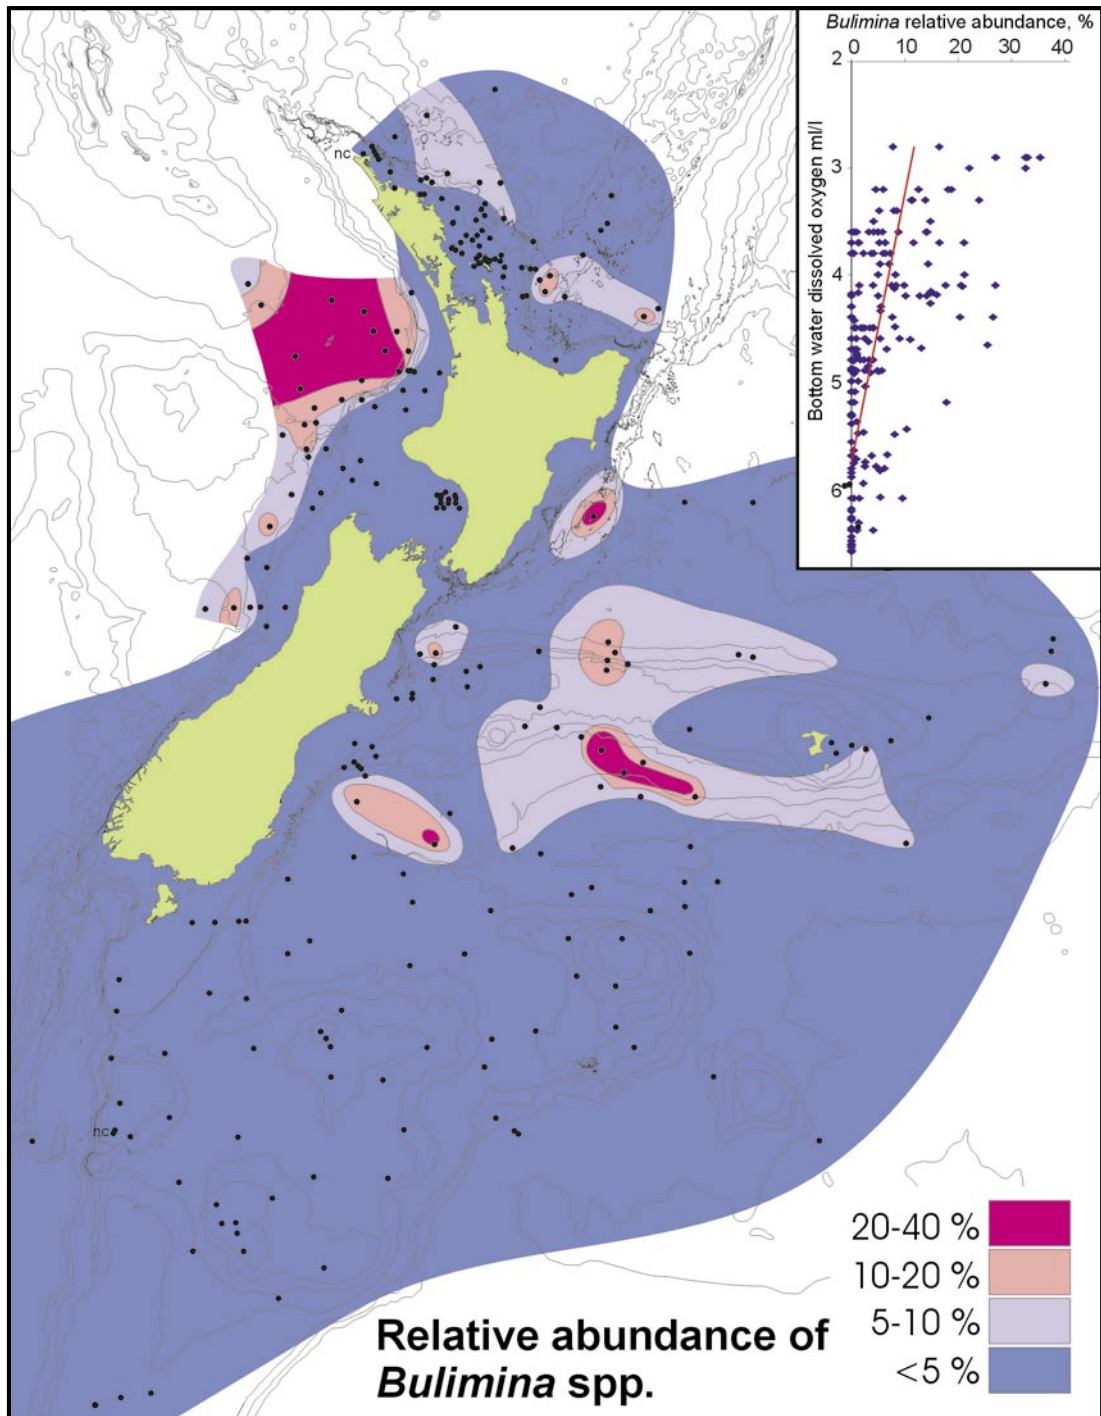 Bulimina relative abundance, %
0 10 20 30 40
2
3
4
5
6
Bottom water dissolved oxygen ml/l
nc
nc
20-40 %
10-20 %
5-10 %
<5 %
Relative abundance of
Bulimina spp.